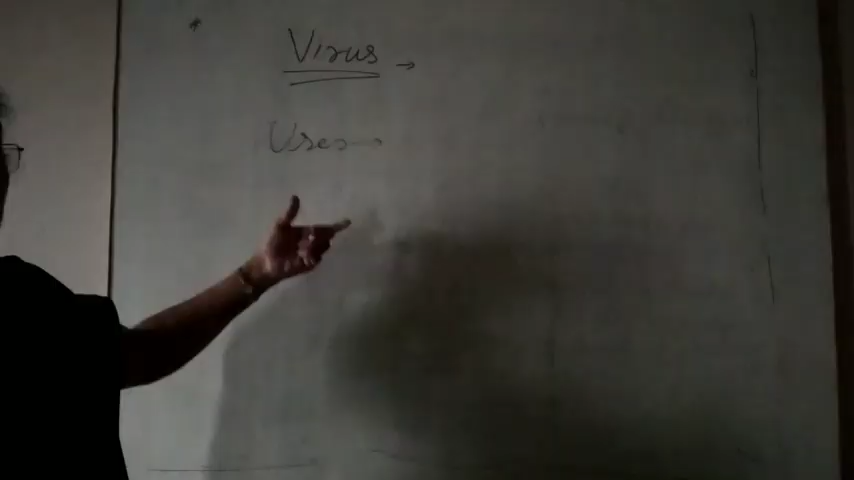 *
Virus →
Uses →